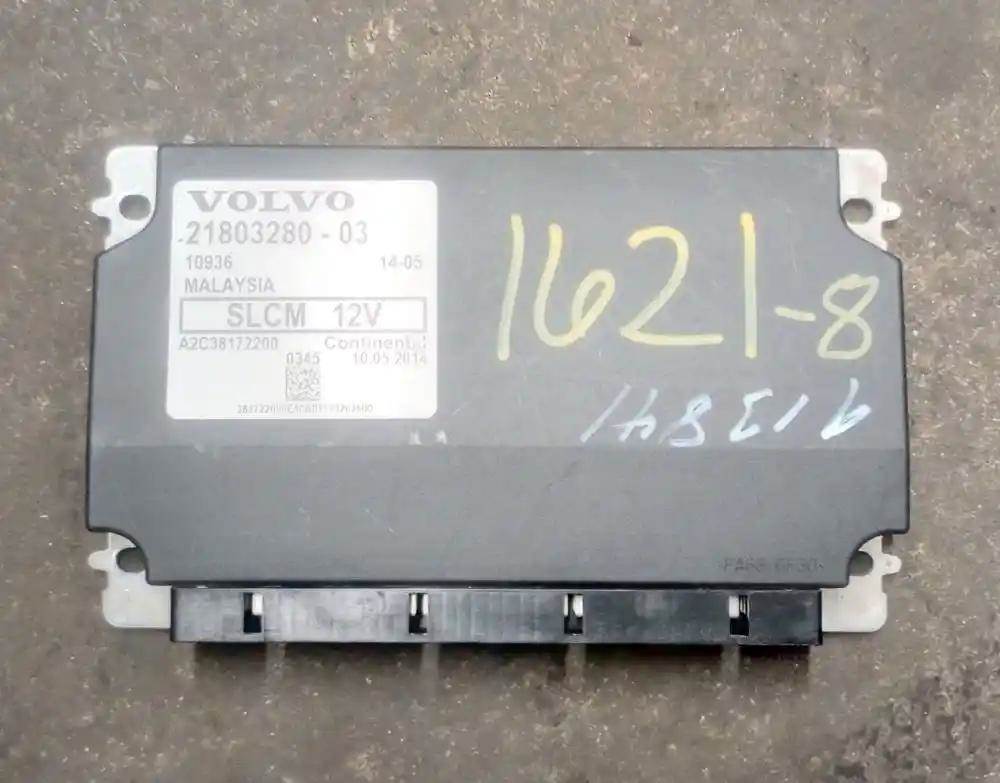 VOLVO
21803280 - 03
10936 14-05
MALAYSIA
SLCM 12V
A2C38172200 Continental
0345 10.05.2014
1621-8